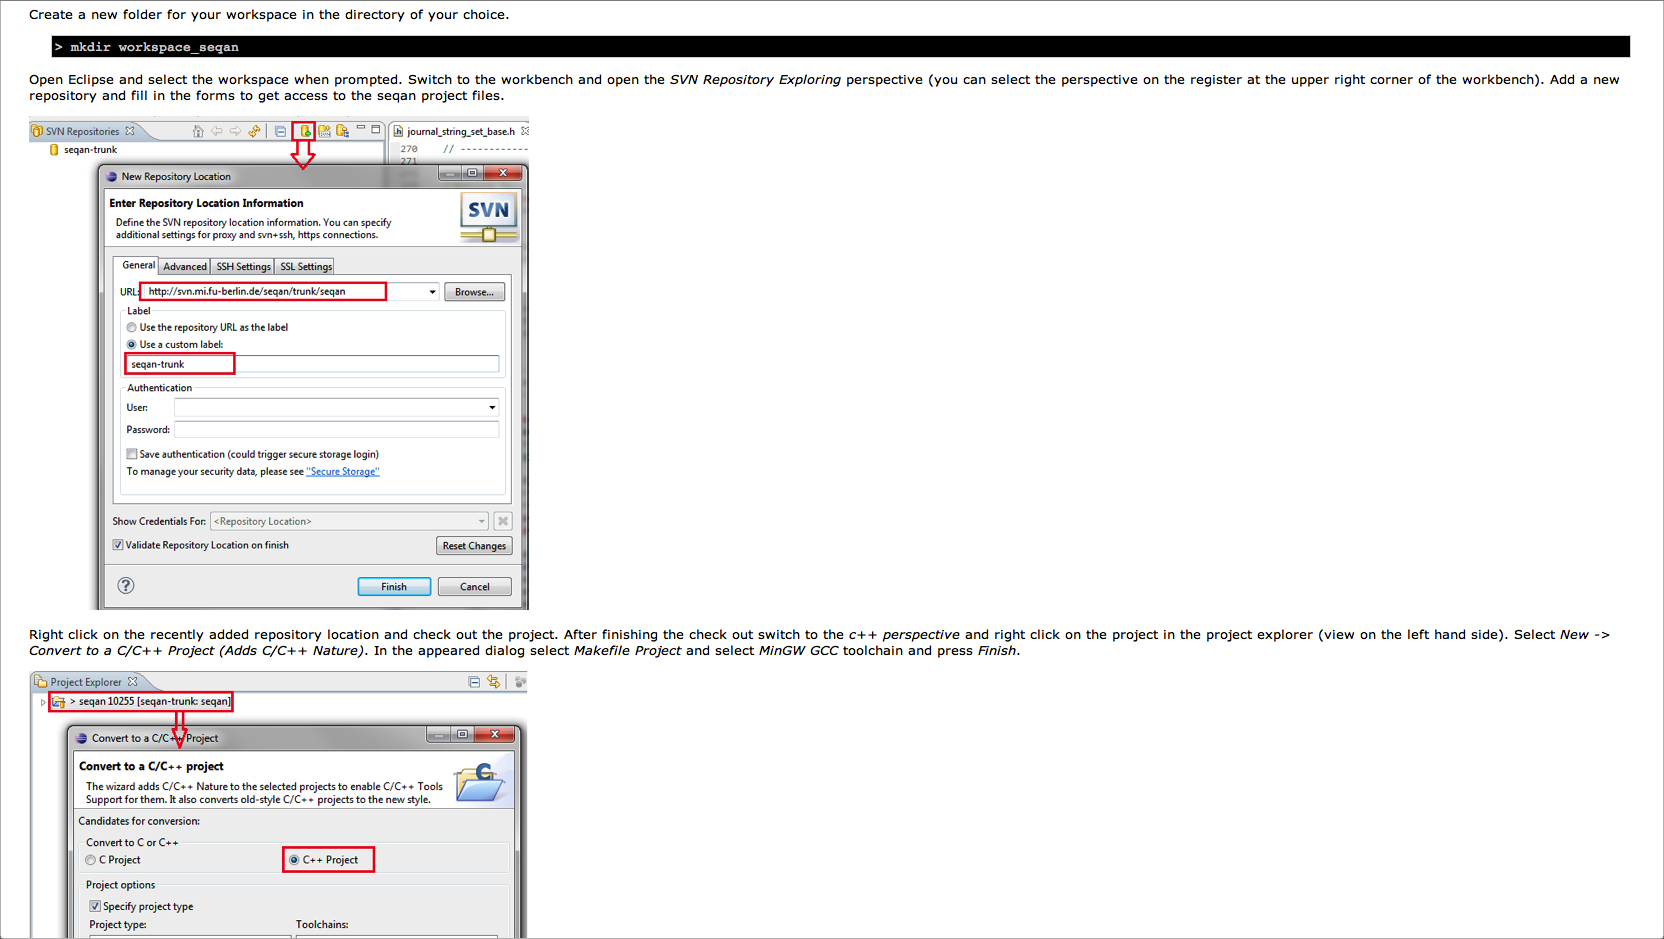 Create a new folder for your workspace in the directory of your choice.
> mkdir workspace_seqan
Open Eclipse and select the workspace when prompted. Switch to the workbench and open the SVN Repository Exploring perspective (you can select the perspective on the register at the upper right corner of the workbench). Add a new
repository and fill in the forms to get access to the seqan project files.
SVN Repositories
journal_string_set_base.h
seqan-trunk
270 // ------------
271
New Repository Location
Enter Repository Location Information
Define the SVN repository location information. You can specify
additional settings for proxy and svn+ssh, https connections.
SVN
General Advanced SSH Settings SSL Settings
URL: http://svn.mi.fu-berlin.de/seqan/trunk/seqan Browse...
Label
Use the repository URL as the label
Use a custom label:
seqan-trunk
Authentication
User:
Password:
Save authentication (could trigger secure storage login)
To manage your security data, please see "Secure Storage"
Show Credentials For: <Repository Location>
Validate Repository Location on finish Reset Changes
? Finish Cancel
Right click on the recently added repository location and check out the project. After finishing the check out switch to the c++ perspective and right click on the project in the project explorer (view on the left hand side). Select New ->
Convert to a C/C++ Project (Adds C/C++ Nature). In the appeared dialog select Makefile Project and select MinGW GCC toolchain and press Finish.
Project Explorer
> seqan 10255 [seqan-trunk: seqan]
Convert to a C/C++ Project
Convert to a C/C++ project
The wizard adds C/C++ Nature to the selected projects to enable C/C++ Tools
Support for them. It also converts old-style C/C++ projects to the new style.
Candidates for conversion:
Convert to C or C++
C Project C++ Project
Project options
Specify project type
Project type: Toolchains: